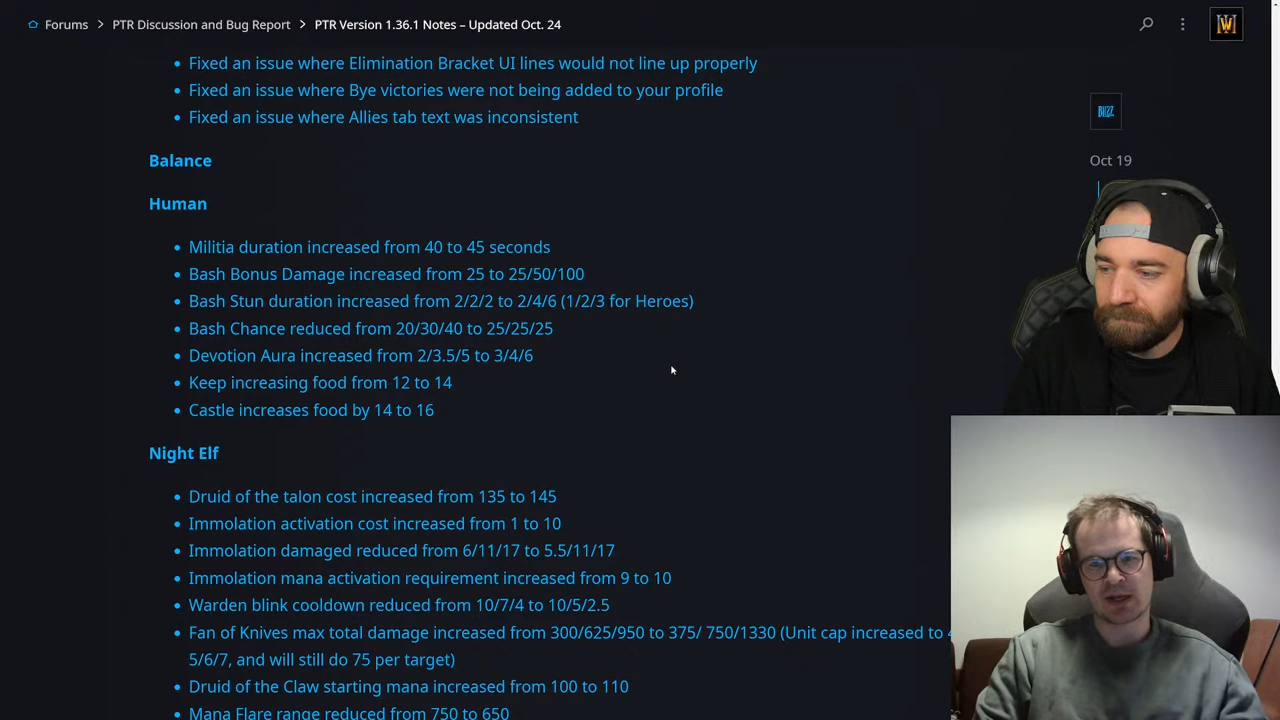 Forums > PTR Discussion and Bug Report > PTR Version 1.36.1 Notes – Updated Oct. 24
• Fixed an issue where Elimination Bracket UI lines would not line up properly
• Fixed an issue where Bye victories were not being added to your profile
• Fixed an issue where Allies tab text was inconsistent
BLIZZ
Balance
Oct 19
Human
• Militia duration increased from 40 to 45 seconds
• Bash Bonus Damage increased from 25 to 25/50/100
• Bash Stun duration increased from 2/2/2 to 2/4/6 (1/2/3 for Heroes)
• Bash Chance reduced from 20/30/40 to 25/25/25
• Devotion Aura increased from 2/3.5/5 to 3/4/6
• Keep increasing food from 12 to 14
• Castle increases food by 14 to 16
Night Elf
• Druid of the talon cost increased from 135 to 145
• Immolation activation cost increased from 1 to 10
• Immolation damaged reduced from 6/11/17 to 5.5/11/17
• Immolation mana activation requirement increased from 9 to 10
• Warden blink cooldown reduced from 10/7/4 to 10/5/2.5
• Fan of Knives max total damage increased from 300/625/950 to 375/ 750/1330 (Unit cap increased to
5/6/7, and will still do 75 per target)
• Druid of the Claw starting mana increased from 100 to 110
• Mana Flare range reduced from 750 to 650